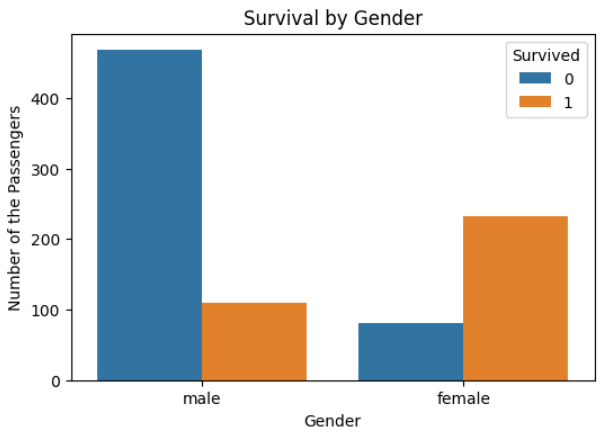 Survival by Gender
Survived
0
1
Number of the Passengers
400
300
200
100
0
male
female
Gender